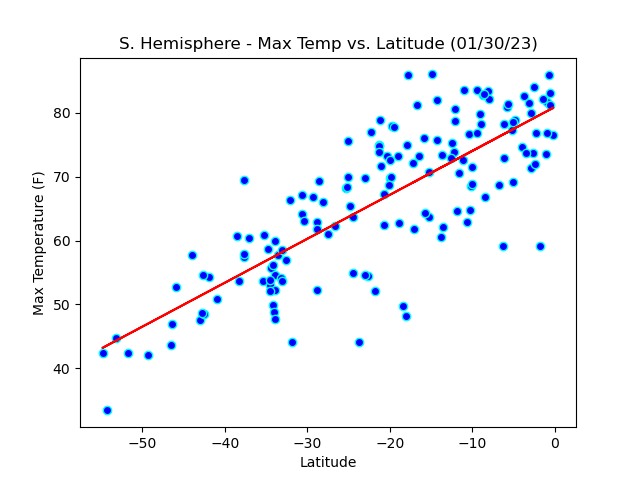 S. Hemisphere - Max Temp vs. Latitude (01/30/23)
Max Temperature (F)
80
70
60
50
40
−50 −40 −30 −20 −10 0
Latitude